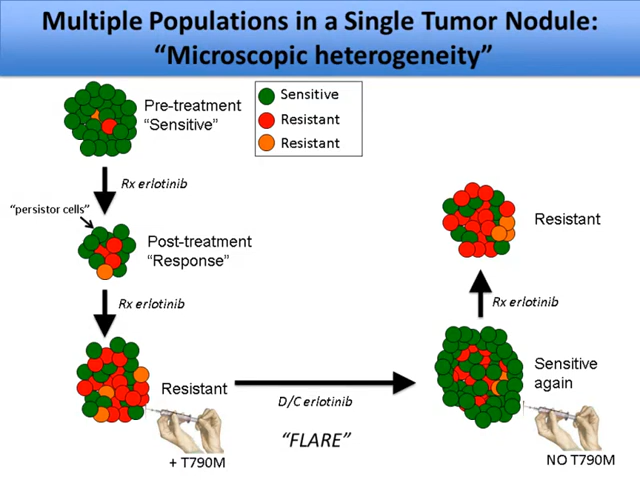 Multiple Populations in a Single Tumor Nodule:
“Microscopic heterogeneity”
Pre-treatment
“Sensitive”
Sensitive
Resistant
Resistant
Rx erlotinib
“persistor cells”
Post-treatment
“Response”
Rx erlotinib
Resistant
+ T790M
D/C erlotinib
“FLARE”
Resistant
Rx erlotinib
Sensitive
again
NO T790M